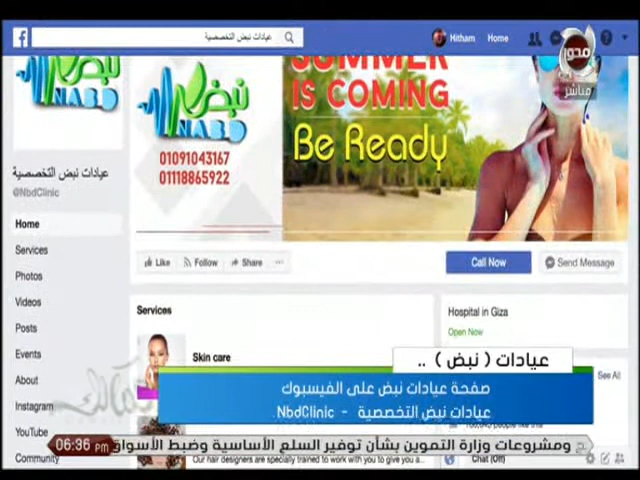 عيادات نبض التخصصية
Hitham
Home
محور
مباشر
نبض
NABD
01091043167
01118865922
SUMMER
IS COMING
Be Ready
عيادات نبض التخصصية
@NbdClinic
Home
Services
Photos
Videos
Posts
Events
About
Instagram
YouTube
Community
Like
Follow
Share
Call Now
Send Message
Services
Skin care
Hospital in Giza
Open Now
See All
عيادات ( نبض ) ..
صفحة عيادات نبض على الفيسبوك
عيادات نبض التخصصية - NbdClinic
06:36 PM
ومشروعات وزارة التموين بشأن توفير السلع الأساسية وضبط الأسواق
Our hair designers are specially trained to work with you to give you a...
Chat (Off)